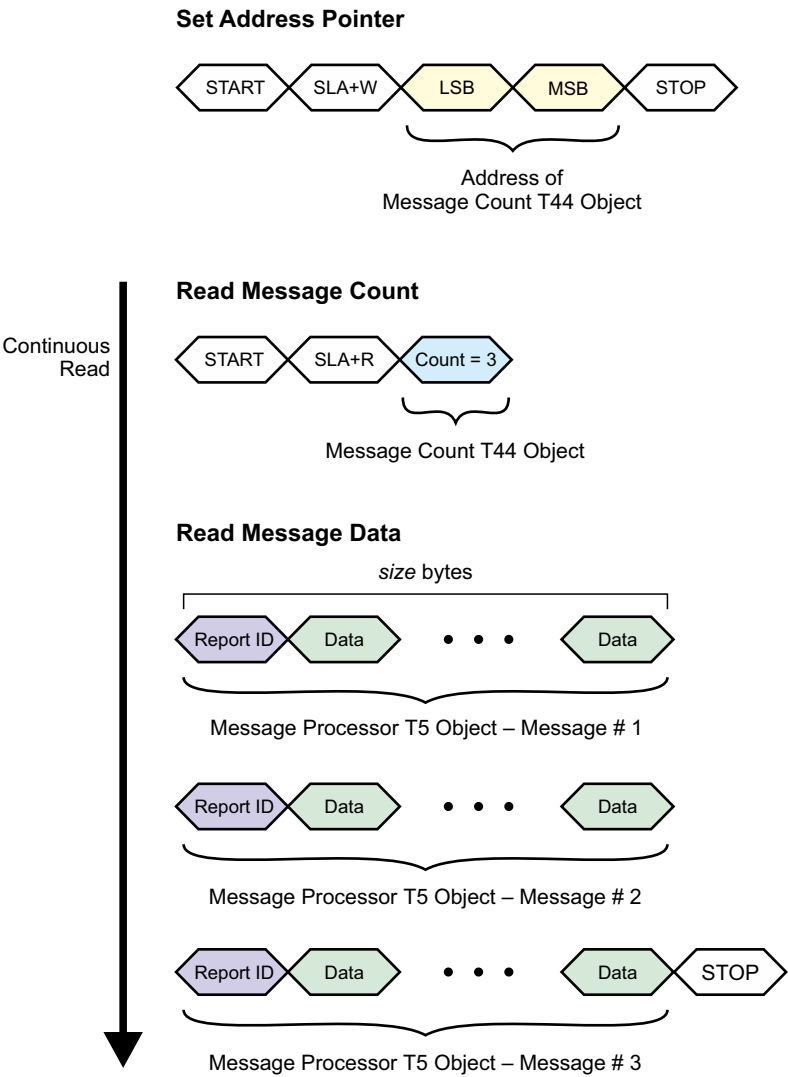 Set Address Pointer
START SLA+W LSB MSB STOP
Address of
Message Count T44 Object
Read Message Count
Continuous
Read
START SLA+R Count = 3
Message Count T44 Object
Read Message Data
size bytes
Report ID Data • • • Data
Message Processor T5 Object – Message # 1
Report ID Data • • • Data
Message Processor T5 Object – Message # 2
Report ID Data • • • Data STOP
Message Processor T5 Object – Message # 3